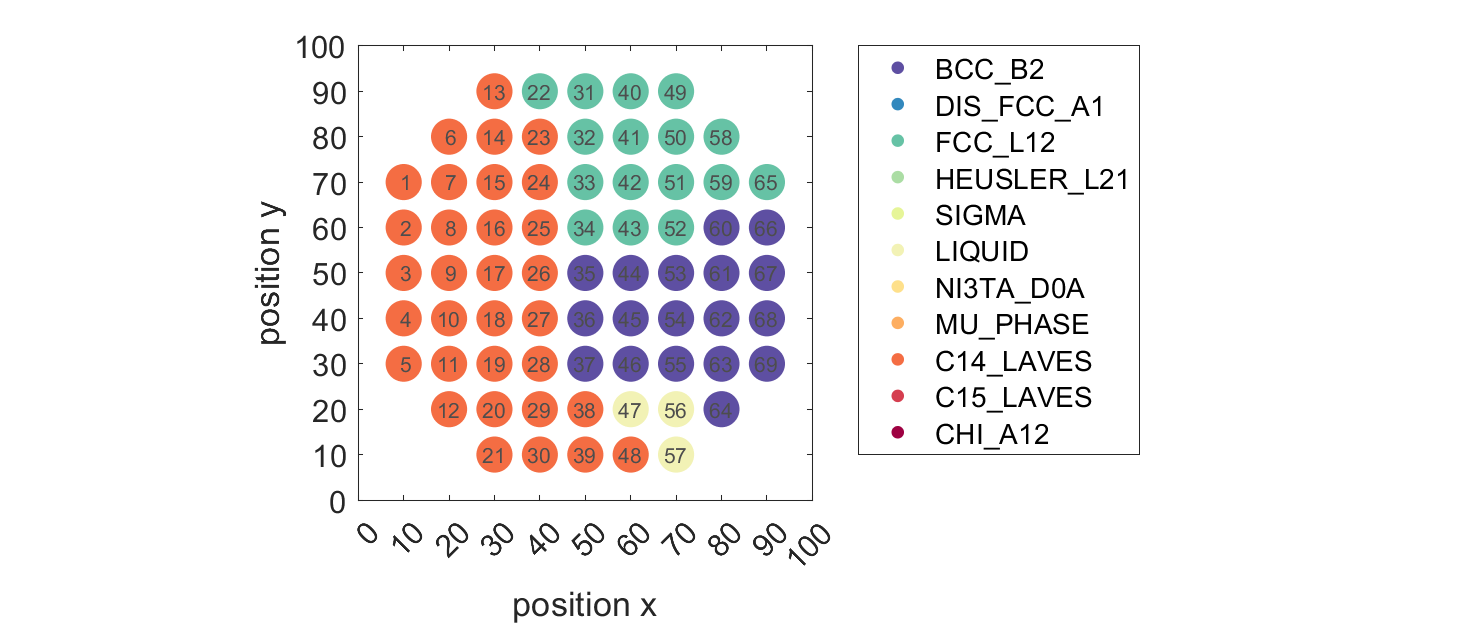 100
90
80
70
60
50
40
30
20
10
0
position y
13 22 31 40 49
6 14 23 32 41 50 58
1 7 15 24 33 42 51 59 65
2 8 16 25 34 43 52 60 66
3 9 17 26 35 44 53 61 67
4 10 18 27 36 45 54 62 68
5 11 19 28 37 46 55 63 69
12 20 29 38 47 56 64
21 30 39 48 57
0 10 20 30 40 50 60 70 80 90 100
position x
BCC_B2
DIS_FCC_A1
FCC_L12
HEUSLER_L21
SIGMA
LIQUID
NI3TA_D0A
MU_PHASE
C14_LAVES
C15_LAVES
CHI_A12